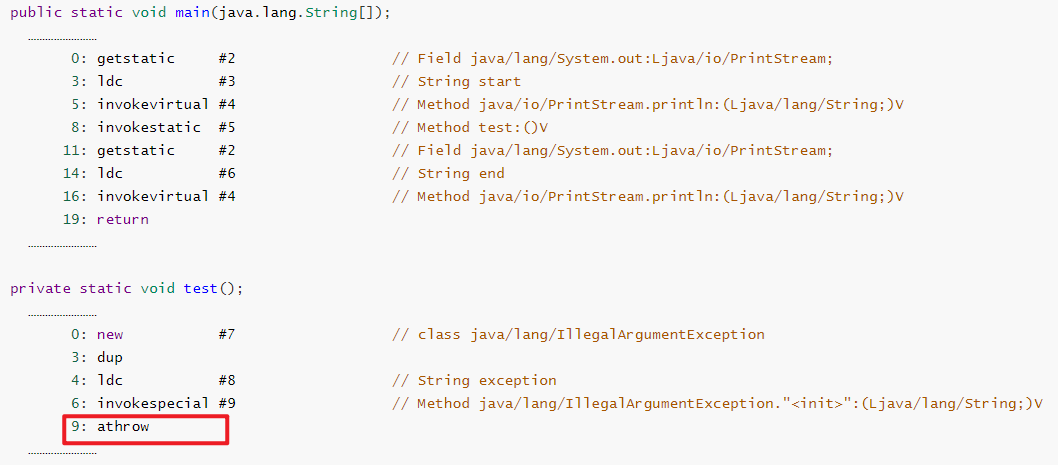 public static void main(java.lang.String[]);
........................
0: getstatic #2 // Field java/lang/System.out:Ljava/io/PrintStream;
3: ldc #3 // String start
5: invokevirtual #4 // Method java/io/PrintStream.println:(Ljava/lang/String;)V
8: invokestatic #5 // Method test:()V
11: getstatic #2 // Field java/lang/System.out:Ljava/io/PrintStream;
14: ldc #6 // String end
16: invokevirtual #4 // Method java/io/PrintStream.println:(Ljava/lang/String;)V
19: return
........................
private static void test();
........................
0: new #7 // class java/lang/IllegalArgumentException
3: dup
4: ldc #8 // String exception
6: invokespecial #9 // Method java/lang/IllegalArgumentException."<init>":(Ljava/lang/String;)V
9: athrow
........................